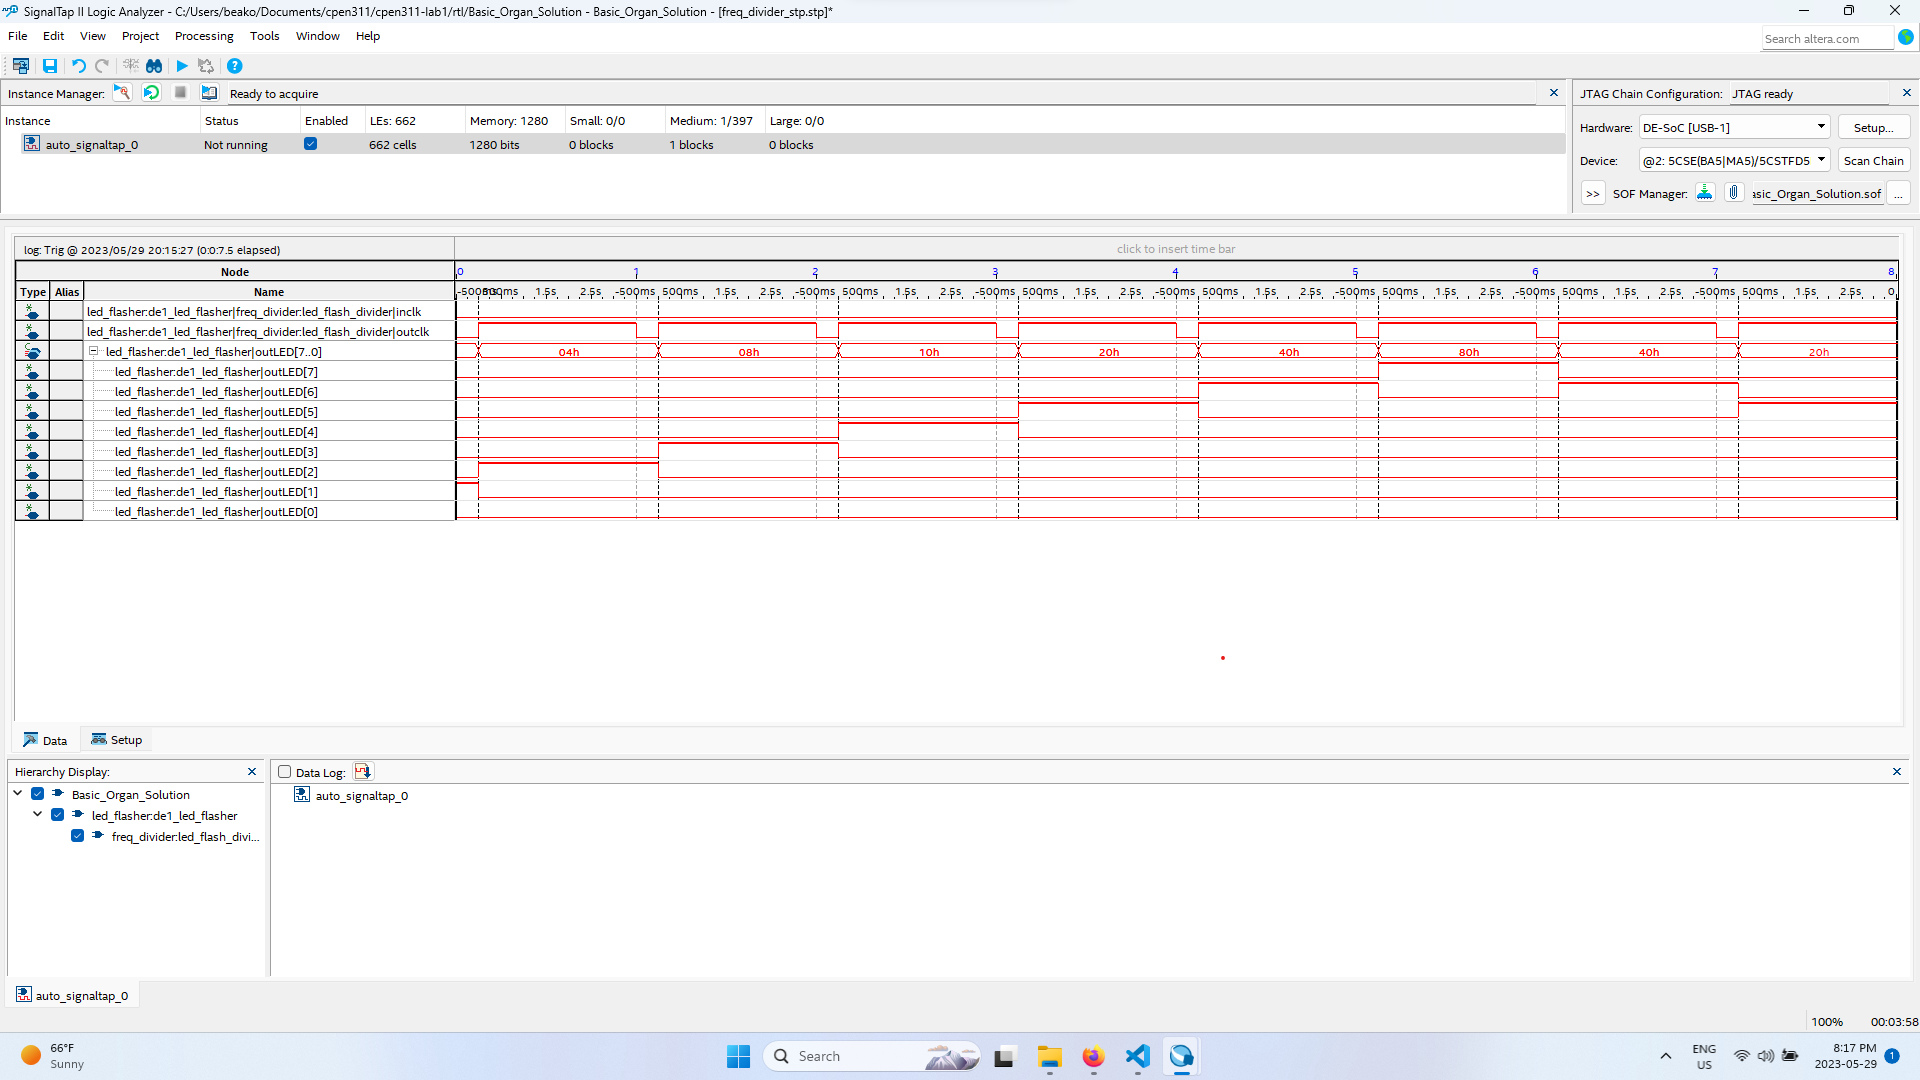 SignalTap II Logic Analyzer - C:/Users/beako/Documents/cpen311/cpen311-lab1/rtl/Basic_Organ_Solution - Basic_Organ_Solution - [freq_divider_stp.stp]*
File Edit View Project Processing Tools Window Help
Search altera.com
Instance Manager: Ready to acquire
JTAG Chain Configuration: JTAG ready
Instance Status Enabled LEs: 662 Memory: 1280 Small: 0/0 Medium: 1/397 Large: 0/0
auto_signaltap_0 Not running 662 cells 1280 bits 0 blocks 1 blocks 0 blocks
Hardware: DE-SoC [USB-1] Setup...
Device: @2: 5CSE(BA5|MA5)/5CSTFD5 Scan Chain
>> SOF Manager: asic_Organ_Solution.sof ...
log: Trig @ 2023/05/29 20:15:27 (0:0:7.5 elapsed)
click to insert time bar
Node
0 1 2 3 4 5 6 7 8
Type Alias Name
-500ms 500ms 1.5s 2.5s -500ms 500ms 1.5s 2.5s -500ms 500ms 1.5s 2.5s -500ms 500ms 1.5s 2.5s -500ms 500ms 1.5s 2.5s -500ms 500ms 1.5s 2.5s -500ms 500ms 1.5s 2.5s -500ms 500ms 1.5s 2.5s 0
led_flasher:de1_led_flasher|freq_divider:led_flash_divider|inclk
led_flasher:de1_led_flasher|freq_divider:led_flash_divider|outclk
led_flasher:de1_led_flasher|outLED[7..0] 04h 08h 10h 20h 40h 80h 40h 20h
led_flasher:de1_led_flasher|outLED[7]
led_flasher:de1_led_flasher|outLED[6]
led_flasher:de1_led_flasher|outLED[5]
led_flasher:de1_led_flasher|outLED[4]
led_flasher:de1_led_flasher|outLED[3]
led_flasher:de1_led_flasher|outLED[2]
led_flasher:de1_led_flasher|outLED[1]
led_flasher:de1_led_flasher|outLED[0]
Data Setup
Hierarchy Display:
Basic_Organ_Solution
led_flasher:de1_led_flasher
freq_divider:led_flash_divi...
Data Log:
auto_signaltap_0
auto_signaltap_0
100% 00:03:58
66°F
Sunny
Search
ENG
US
8:17 PM
2023-05-29
1